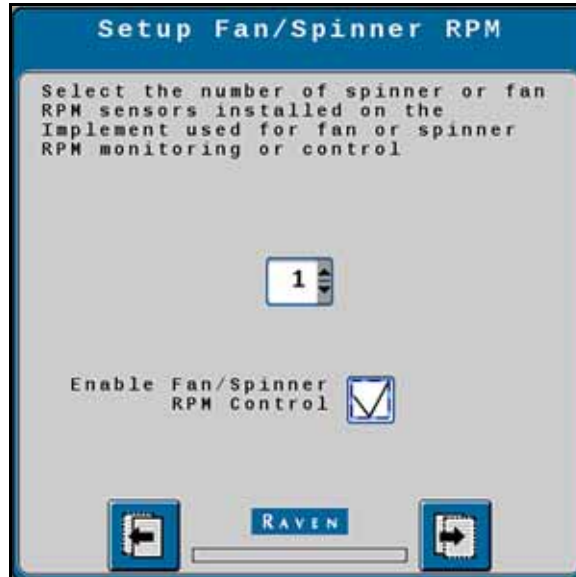 Setup Fan/Spinner RPM
Select the number of spinner or fan
RPM sensors installed on the
Implement used for fan or spinner
RPM monitoring or control
1
Enable Fan/Spinner
RPM Control
RAVEN